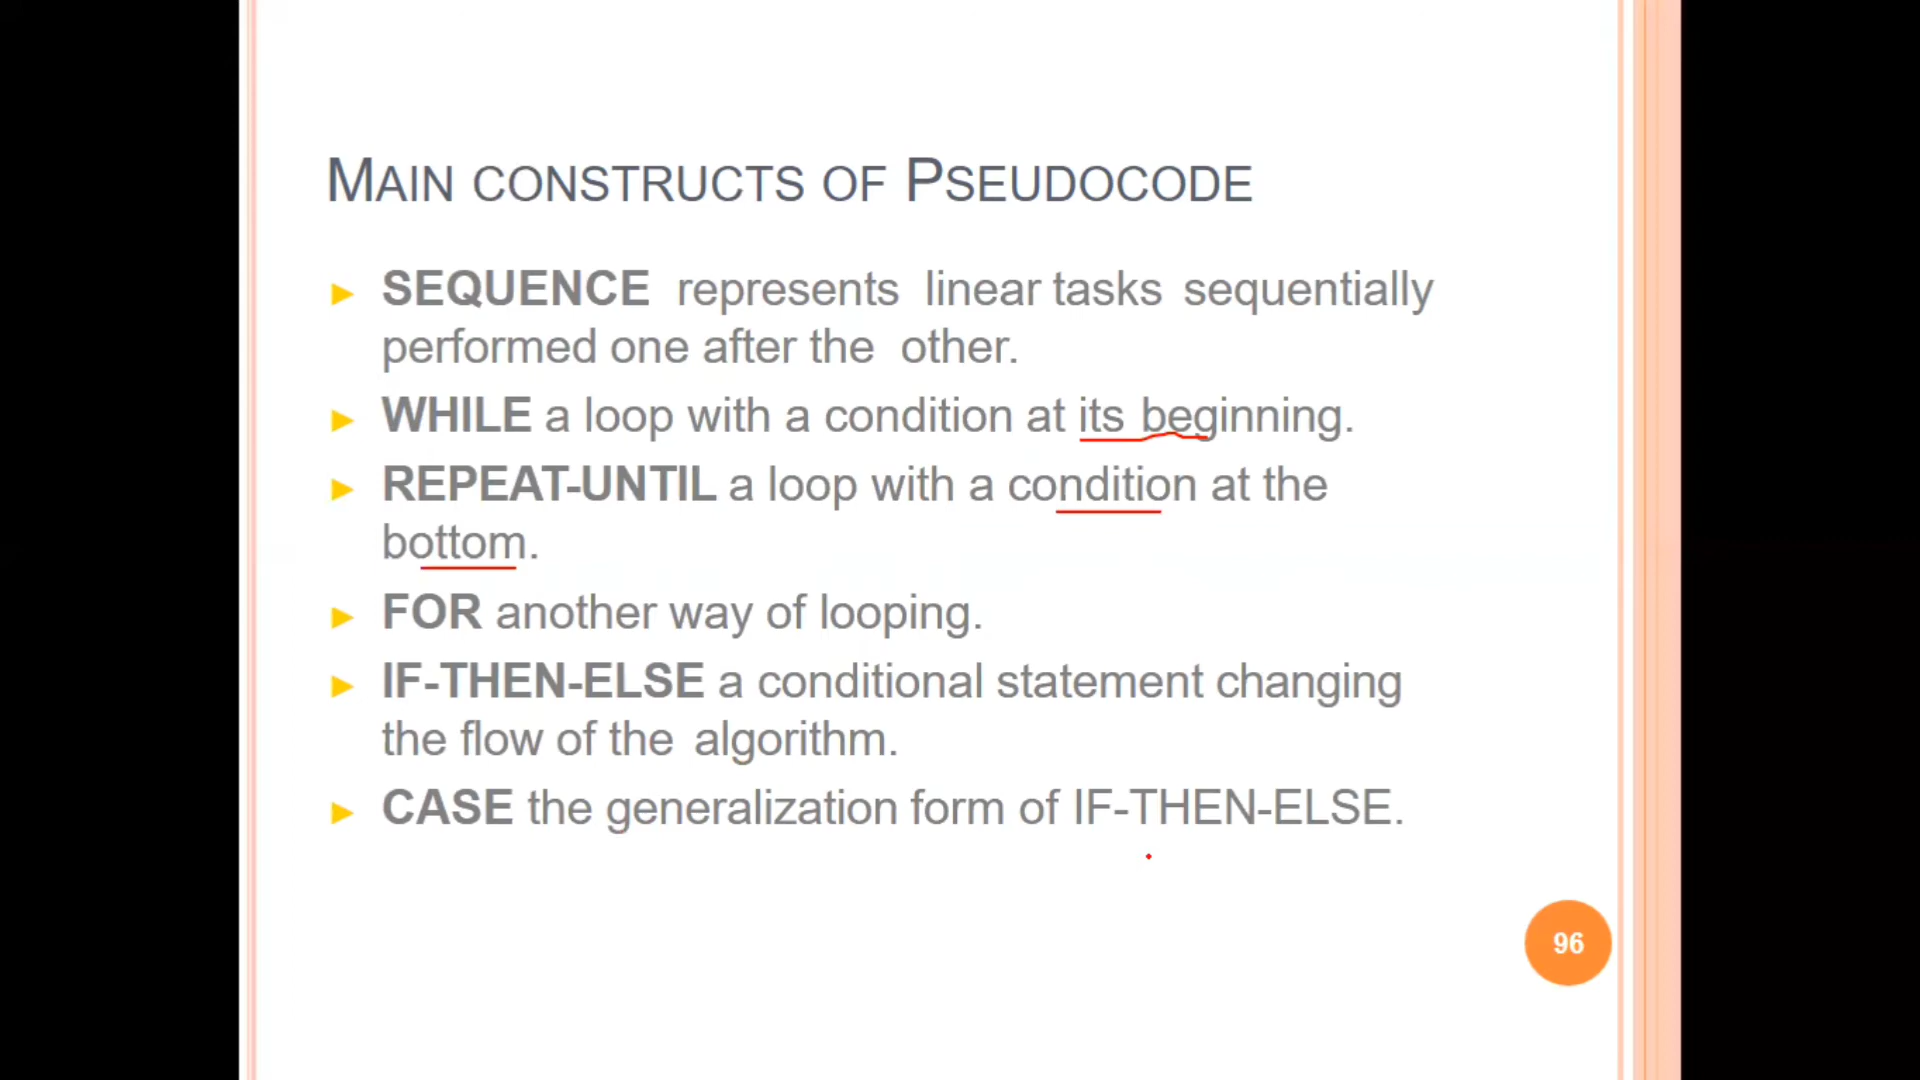 MAIN CONSTRUCTS OF PSEUDOCODE
SEQUENCE represents linear tasks sequentially
performed one after the other.
WHILE a loop with a condition at its beginning.
REPEAT-UNTIL a loop with a condition at the
bottom.
FOR another way of looping.
IF-THEN-ELSE a conditional statement changing
the flow of the algorithm.
CASE the generalization form of IF-THEN-ELSE.
96